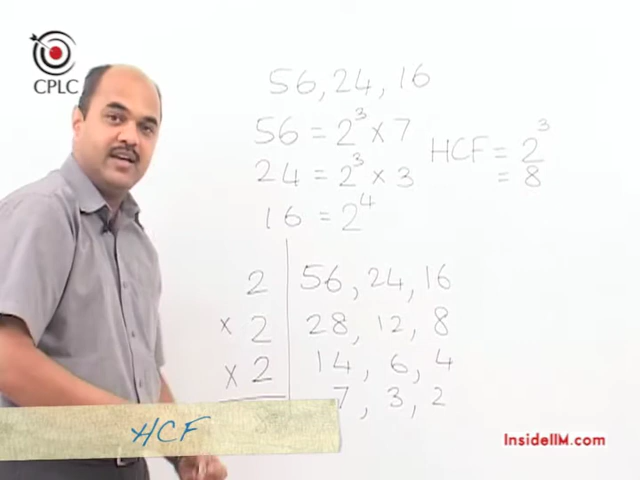 CPLC
56, 24, 16
56 = 2³ × 7
24 = 2³ × 3
16 = 2⁴
HCF = 2³
= 8
2 | 56, 24, 16
× 2 | 28, 12, 8
× 2 | 14, 6, 4
7, 3, 2
HCF
InsideIIM.com